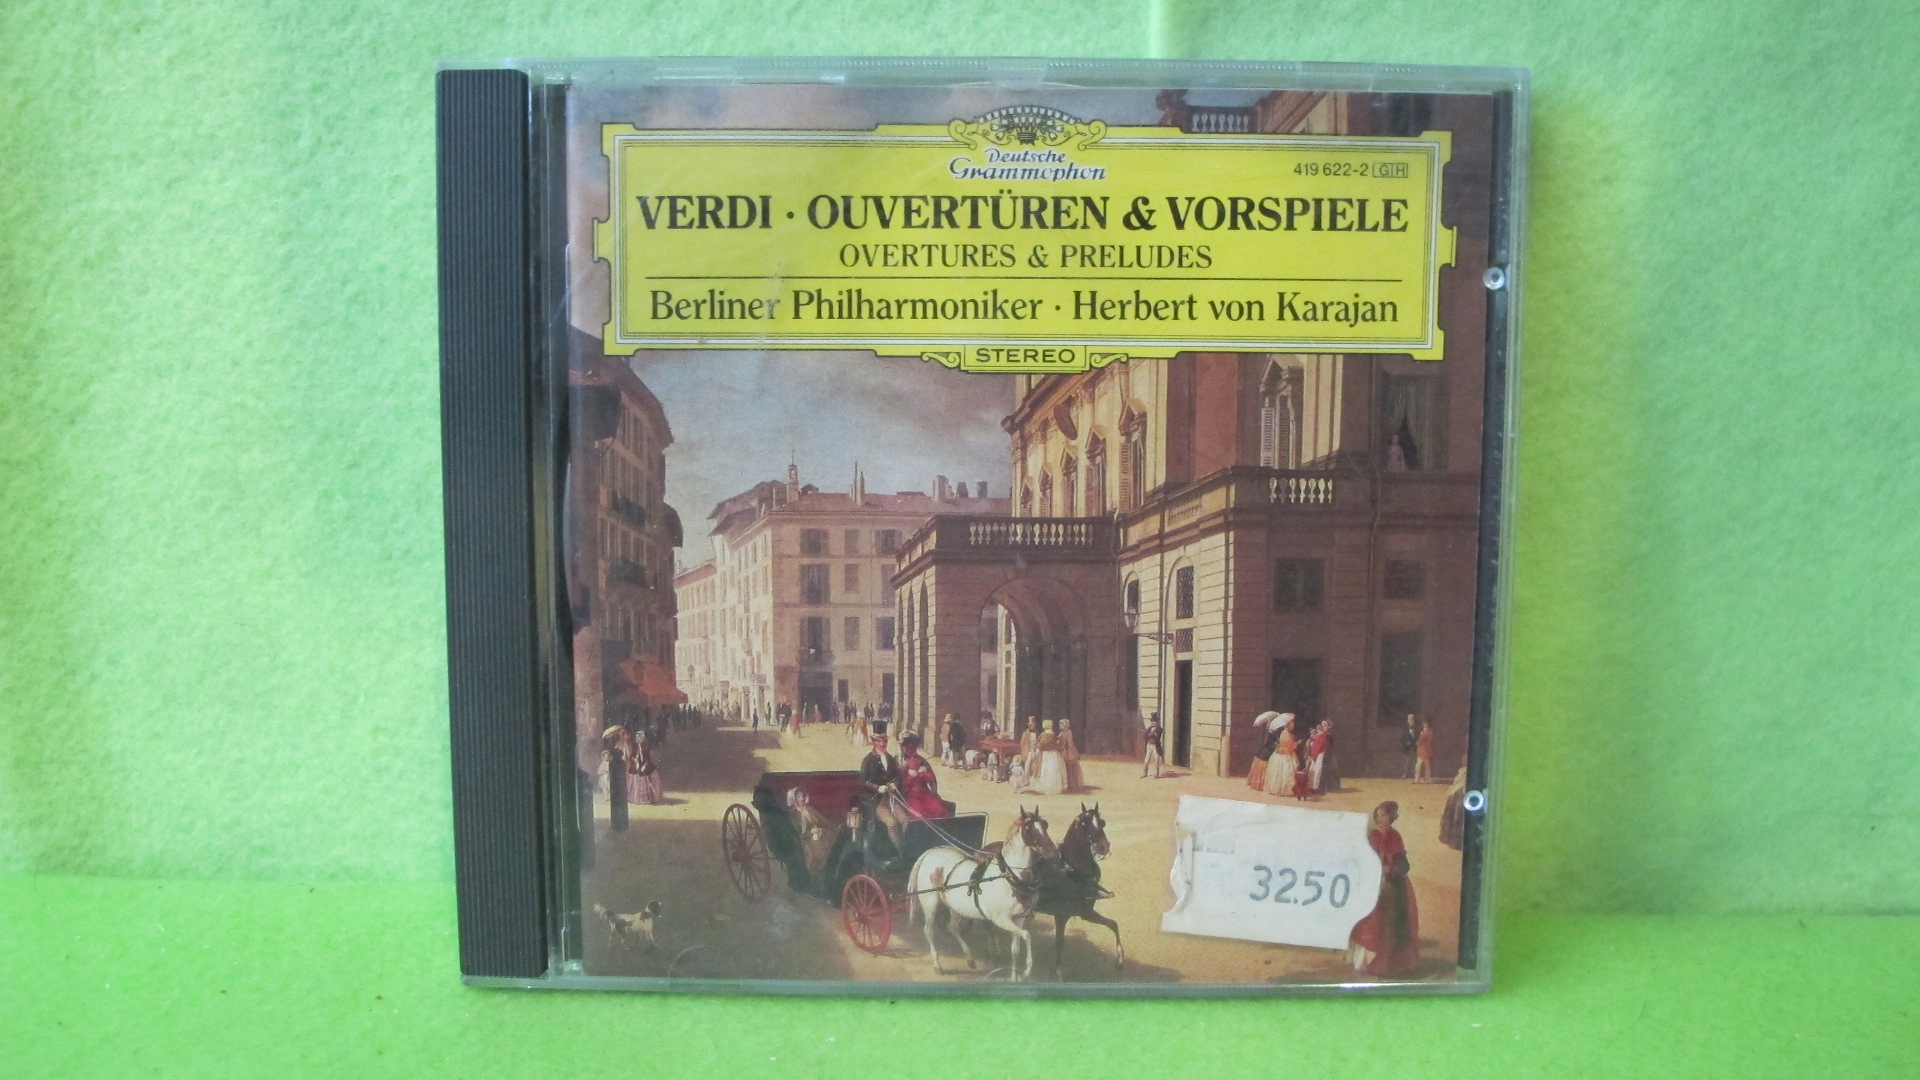 Deutsche
Grammophon
419 622-2 GH
VERDI · OUVERTÜREN & VORSPIELE
OVERTURES & PRELUDES
Berliner Philharmoniker · Herbert von Karajan
STEREO
32.50